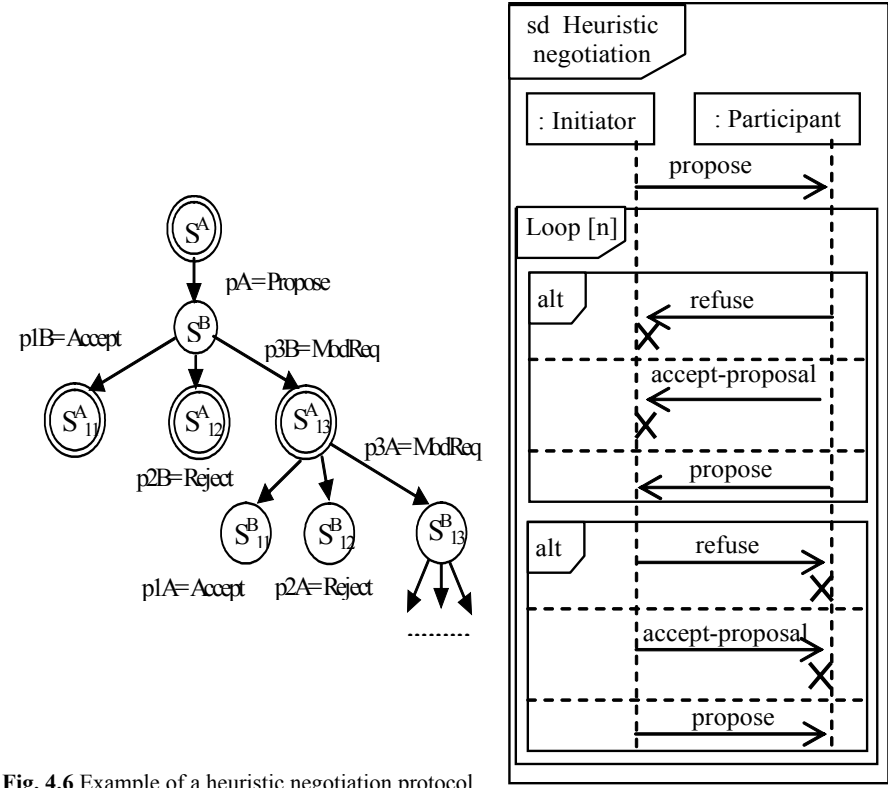 S^A
pA=Propose
p1B=Accept
S^B
p3B=ModReq
S^A_11
S^A_12
S^A_13
p2B=Reject
p3A=ModReq
S^B_11
S^B_12
S^B_13
p1A=Accept
p2A=Reject
Fig. 4.6 Example of a heuristic negotiation protocol
sd Heuristic
negotiation
: Initiator
: Participant
propose
Loop [n]
alt
refuse
accept-proposal
propose
alt
refuse
accept-proposal
propose